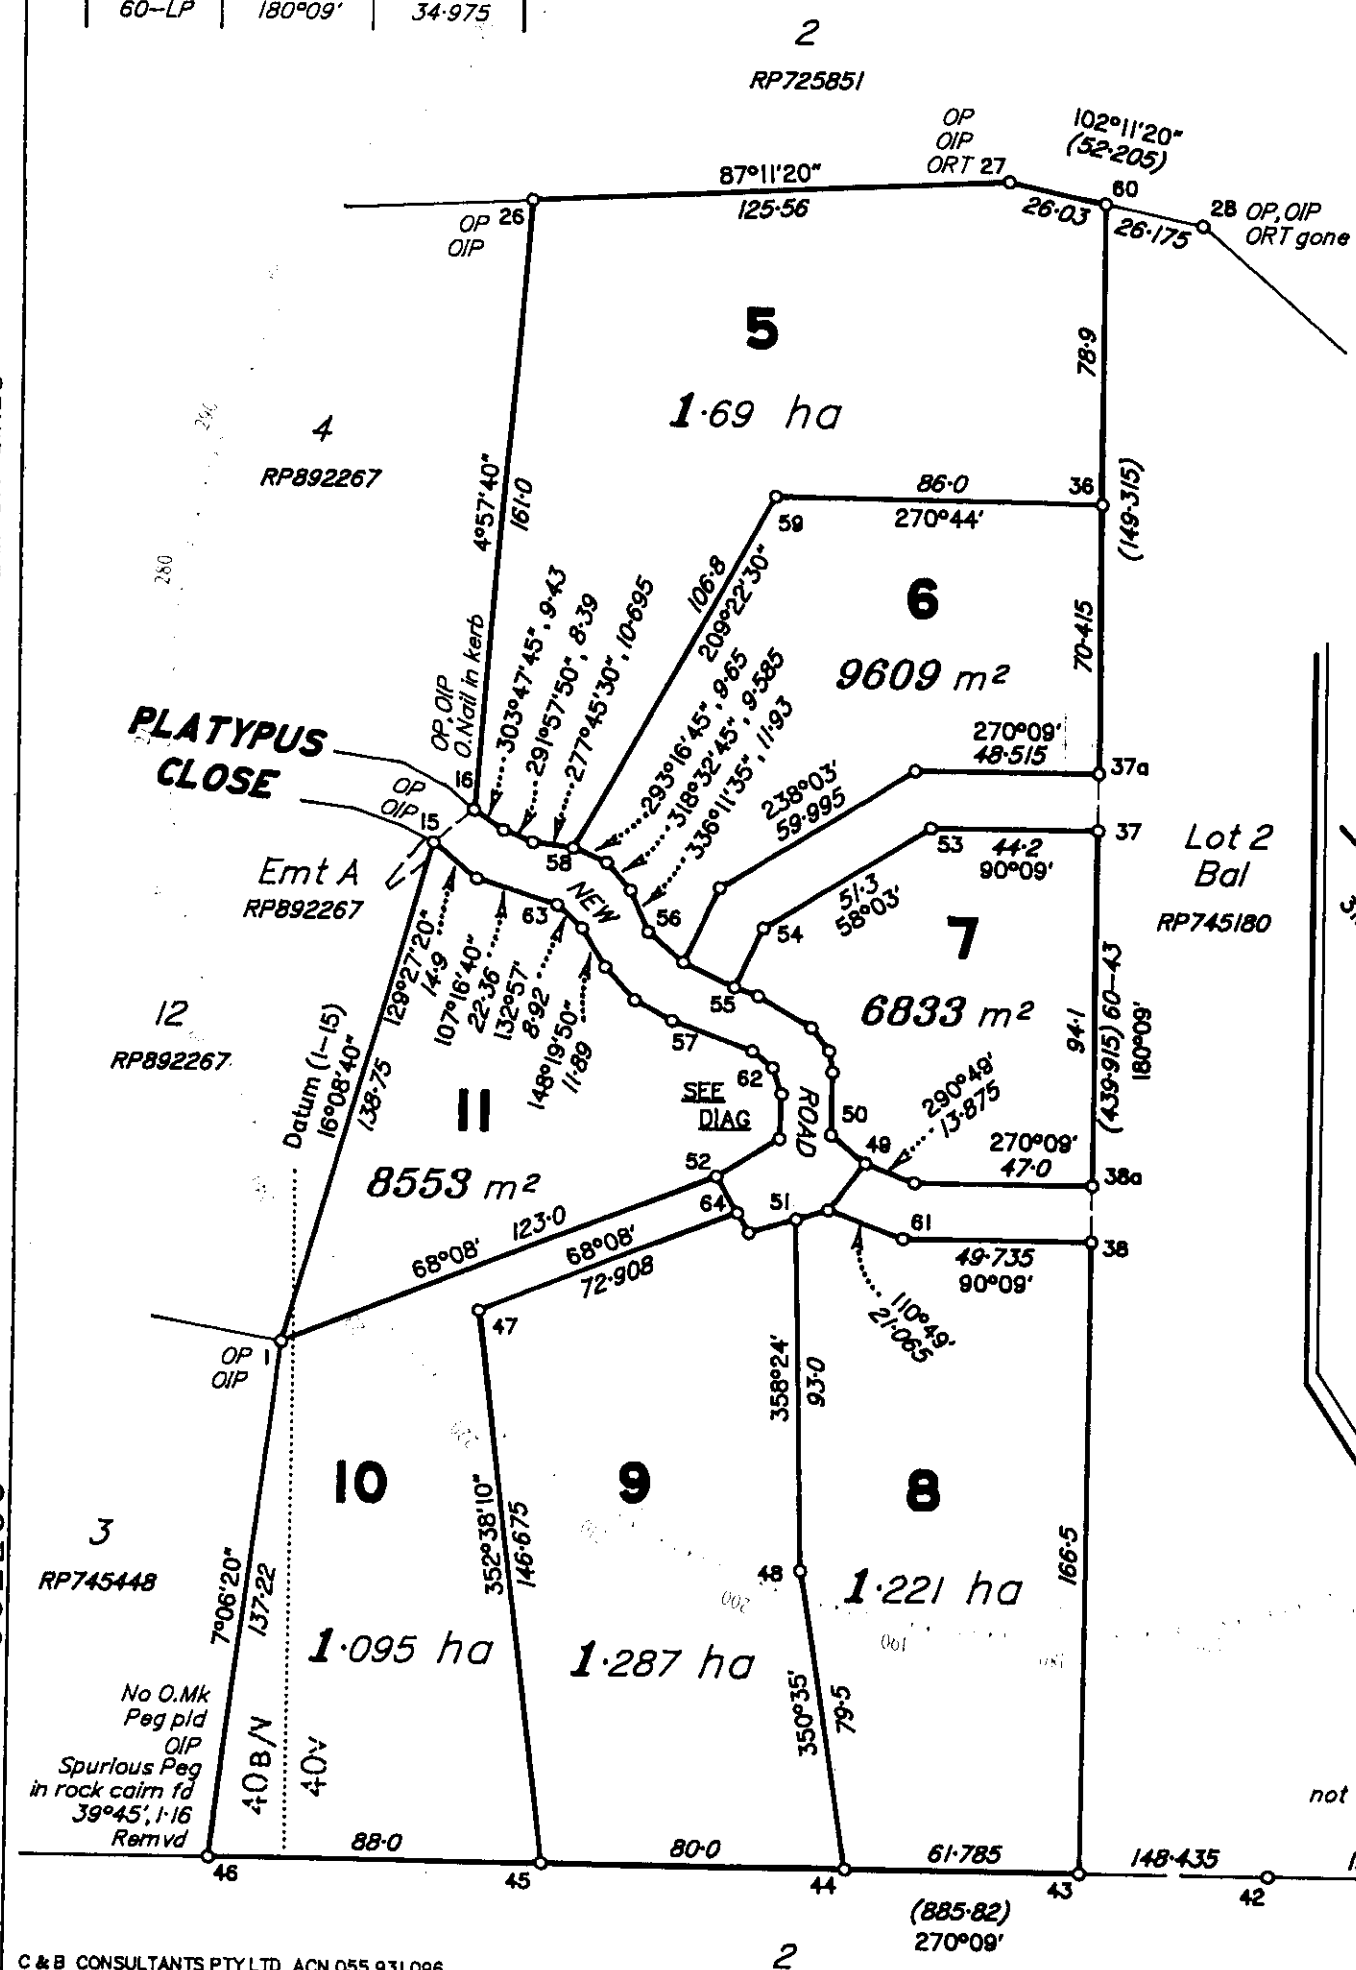 60–LP 180°09' 34·975
2
RP725851
OP
OIP
ORT 27
102°11'20"
(52·205)
87°11'20"
125·56
26·03
60
26·175
28 OP, OIP
ORT gone
OP 26
OIP
5
1·69 ha
78·9
4
RP892267
4°57'40"
161·0
86·0
270°44'
59
36
(149·315)
290
280
106·8
209°22'30"
6
9609 m²
70·415
OP, OIP
O.Nail in kerb
303°47'45", 9·43
291°57'50", 8·39
277°45'30", 10·695
293°16'45", 9·65
318°32'45", 9·585
336°11'35", 11·93
PLATYPUS
CLOSE
16
OP
OIP
15
270°09'
48·515
37a
238°03'
59·995
58
53
44·2
90°09'
37
Lot 2
Bal
RP745180
Emt A
RP892267
NEW
63
56
51·3
58°03'
54
7
6833 m²
129°27'20"
14·9
107°16'40"
22·36
132°57'
8·92
148°19'50"
11·89
55
57
94·1
(439·915) 60–43
180°09'
12
RP892267
Datum (1–15)
16°08'40"
138·75
11
8553 m²
62
SEE
DIAG
ROAD
50
49
290°49'
13·875
270°09'
47·0
38a
52
64
51
61
38
123·0
68°08'
68°08'
72·908
49·735
90°09'
110°49'
21·065
47
OP 1
OIP
358°24'
93·0
10
9
8
352°38'10"
146·675
166·5
3
RP745448
7°06'20"
137·22
48
200
190
180
1·221 ha
1·095 ha
1·287 ha
350°35'
79·5
No O.Mk
Peg pld
OIP
Spurious Peg
in rock cairn fd
39°45', 1·16
Remvd
40B/V
40V
not
88·0
80·0
61·785
148·435
46
45
44
43
42
(885·82)
270°09'
2
C & B CONSULTANTS PTY LTD ACN 055 931 096